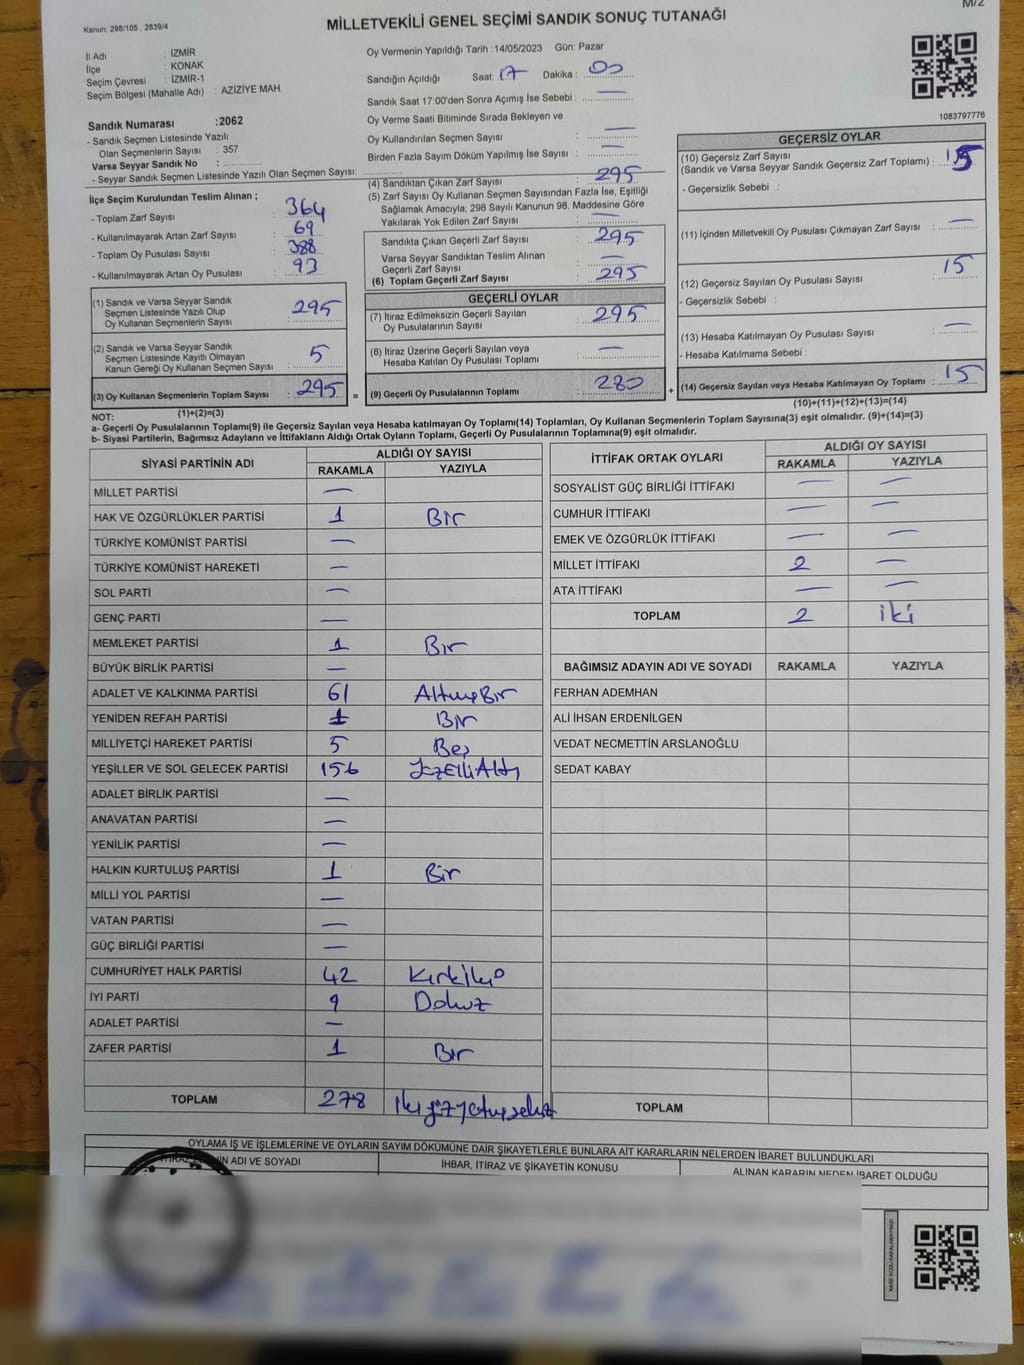 M/2
Kanun: 298/105 , 2839/4
MİLLETVEKİLİ GENEL SEÇİMİ SANDIK SONUÇ TUTANAĞI
İl Adı : İZMİR
İlçe : KONAK
Seçim Çevresi : İZMİR-1
Seçim Bölgesi (Mahalle Adı) : AZİZİYE MAH.
Oy Vermenin Yapıldığı Tarih :14/05/2023 Gün: Pazar
Sandığın Açıldığı Saat: 17 Dakika : 00
Sandık Saat 17:00'den Sonra Açımış İse Sebebi : —
Oy Verme Saati Bitiminde Sırada Bekleyen ve
Oy Kullandırılan Seçmen Sayısı : —
Birden Fazla Sayım Döküm Yapılmış İse Sayısı : —
1083797776
Sandık Numarası :2062
- Sandık Seçmen Listesinde Yazılı
Olan Seçmenlerin Sayısı : 357
Varsa Seyyar Sandık No :
- Seyyar Sandık Seçmen Listesinde Yazılı Olan Seçmen Sayısı:
İlçe Seçim Kurulundan Teslim Alınan ;
- Toplam Zarf Sayısı : 364
- Kullanılmayarak Artan Zarf Sayısı : 69
- Toplam Oy Pusulası Sayısı : 388
- Kullanılmayarak Artan Oy Pusulası : 93
(1) Sandık ve Varsa Seyyar Sandık
Seçmen Listesinde Yazılı Olup
Oy Kullanan Seçmenlerin Sayısı : 295
(2) Sandık ve Varsa Seyyar Sandık
Seçmen Listesinde Kayıtlı Olmayan
Kanun Gereği Oy Kullanan Seçmen Sayısı : 5
(3) Oy Kullanan Seçmenlerin Toplam Sayısı : 295
(1)+(2)=(3)
(4) Sandıktan Çıkan Zarf Sayısı : 295
(5) Zarf Sayısı Oy Kullanan Seçmen Sayısından Fazla İse, Eşitliği
Sağlamak Amacıyla; 298 Sayılı Kanunun 98. Maddesine Göre
Yakılarak Yok Edilen Zarf Sayısı : —
Sandıkta Çıkan Geçerli Zarf Sayısı : 295
Varsa Seyyar Sandıktan Teslim Alınan
Geçerli Zarf Sayısı : —
(6) Toplam Geçerli Zarf Sayısı : 295
GEÇERLİ OYLAR
(7) İtiraz Edilmeksizin Geçerli Sayılan
Oy Pusulalarının Sayısı : 295
(8) İtiraz Üzerine Geçerli Sayılan veya
Hesaba Katılan Oy Pusulası Toplamı : —
= (9) Geçerli Oy Pusulalarının Toplamı : 280
GEÇERSİZ OYLAR
(10) Geçersiz Zarf Sayısı
(Sandık ve Varsa Seyyar Sandık Geçersiz Zarf Toplamı) : 15
- Geçersizlik Sebebi :
(11) İçinden Milletvekili Oy Pusulası Çıkmayan Zarf Sayısı : —
(12) Geçersiz Sayılan Oy Pusulası Sayısı : 15
- Geçersizlik Sebebi :
(13) Hesaba Katılmayan Oy Pusulası Sayısı : —
- Hesaba Katılmama Sebebi :
+ (14) Geçersiz Sayılan veya Hesaba Katılmayan Oy Toplamı : 15
(10)+(11)+(12)+(13)=(14)
NOT:
a- Geçerli Oy Pusulalarının Toplamı(9) ile Geçersiz Sayılan veya Hesaba katılmayan Oy Toplamı(14) Toplamları, Oy Kullanan Seçmenlerin Toplam Sayısına(3) eşit olmalıdır. (9)+(14)=(3)
b- Siyasi Partilerin, Bağımsız Adayların ve İttifakların Aldığı Ortak Oyların Toplamı, Geçerli Oy Pusulalarının Toplamına(9) eşit olmalıdır.
SİYASİ PARTİNİN ADI ALDIĞI OY SAYISI
RAKAMLA YAZIYLA
MİLLET PARTİSİ —
HAK VE ÖZGÜRLÜKLER PARTİSİ 1 Bir
TÜRKİYE KOMÜNİST PARTİSİ —
TÜRKİYE KOMÜNİST HAREKETİ —
SOL PARTİ —
GENÇ PARTİ —
MEMLEKET PARTİSİ 1 Bir
BÜYÜK BİRLİK PARTİSİ —
ADALET VE KALKINMA PARTİSİ 61 AltmışBir
YENİDEN REFAH PARTİSİ 1 Bir
MİLLİYETÇİ HAREKET PARTİSİ 5 Beş
YEŞİLLER VE SOL GELECEK PARTİSİ 156 YüzElliAltı
ADALET BİRLİK PARTİSİ —
ANAVATAN PARTİSİ —
YENİLİK PARTİSİ —
HALKIN KURTULUŞ PARTİSİ 1 Bir
MİLLİ YOL PARTİSİ —
VATAN PARTİSİ —
GÜÇ BİRLİĞİ PARTİSİ —
CUMHURİYET HALK PARTİSİ 42 Kırkiki
İYİ PARTİ 9 Dokuz
ADALET PARTİSİ —
ZAFER PARTİSİ 1 Bir
TOPLAM 278 ikiyüzyetmişsekiz
İTTİFAK ORTAK OYLARI ALDIĞI OY SAYISI
RAKAMLA YAZIYLA
SOSYALİST GÜÇ BİRLİĞİ İTTİFAKI — —
CUMHUR İTTİFAKI — —
EMEK VE ÖZGÜRLÜK İTTİFAKI — —
MİLLET İTTİFAKI 2 —
ATA İTTİFAKI — —
TOPLAM 2 iki
BAĞIMSIZ ADAYIN ADI VE SOYADI RAKAMLA YAZIYLA
FERHAN ADEMHAN
ALİ İHSAN ERDENİLGEN
VEDAT NECMETTİN ARSLANOĞLU
SEDAT KABAY
TOPLAM
OYLAMA İŞ VE İŞLEMLERİNE VE OYLARIN SAYIM DÖKÜMÜNE DAİR ŞİKAYETLERLE BUNLARA AİT KARARLARIN NELERDEN İBARET BULUNDUKLARI
ADI VE SOYADI İHBAR, İTİRAZ VE ŞİKAYETİN KONUSU ALINAN KARARIN NEDEN İBARET OLDUĞU